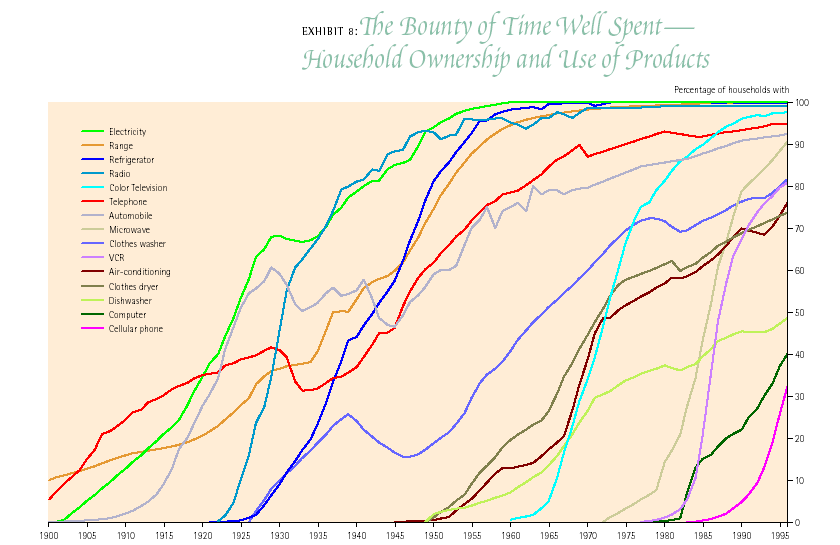 EXHIBIT 8: The Bounty of Time Well Spent—
Household Ownership and Use of Products
Percentage of households with
Electricity
Range
Refrigerator
Radio
Color Television
Telephone
Automobile
Microwave
Clothes washer
VCR
Air-conditioning
Clothes dryer
Dishwasher
Computer
Cellular phone
100
90
80
70
60
50
40
30
20
10
0
1900 1905 1910 1915 1920 1925 1930 1935 1940 1945 1950 1955 1960 1965 1970 1975 1980 1985 1990 1995